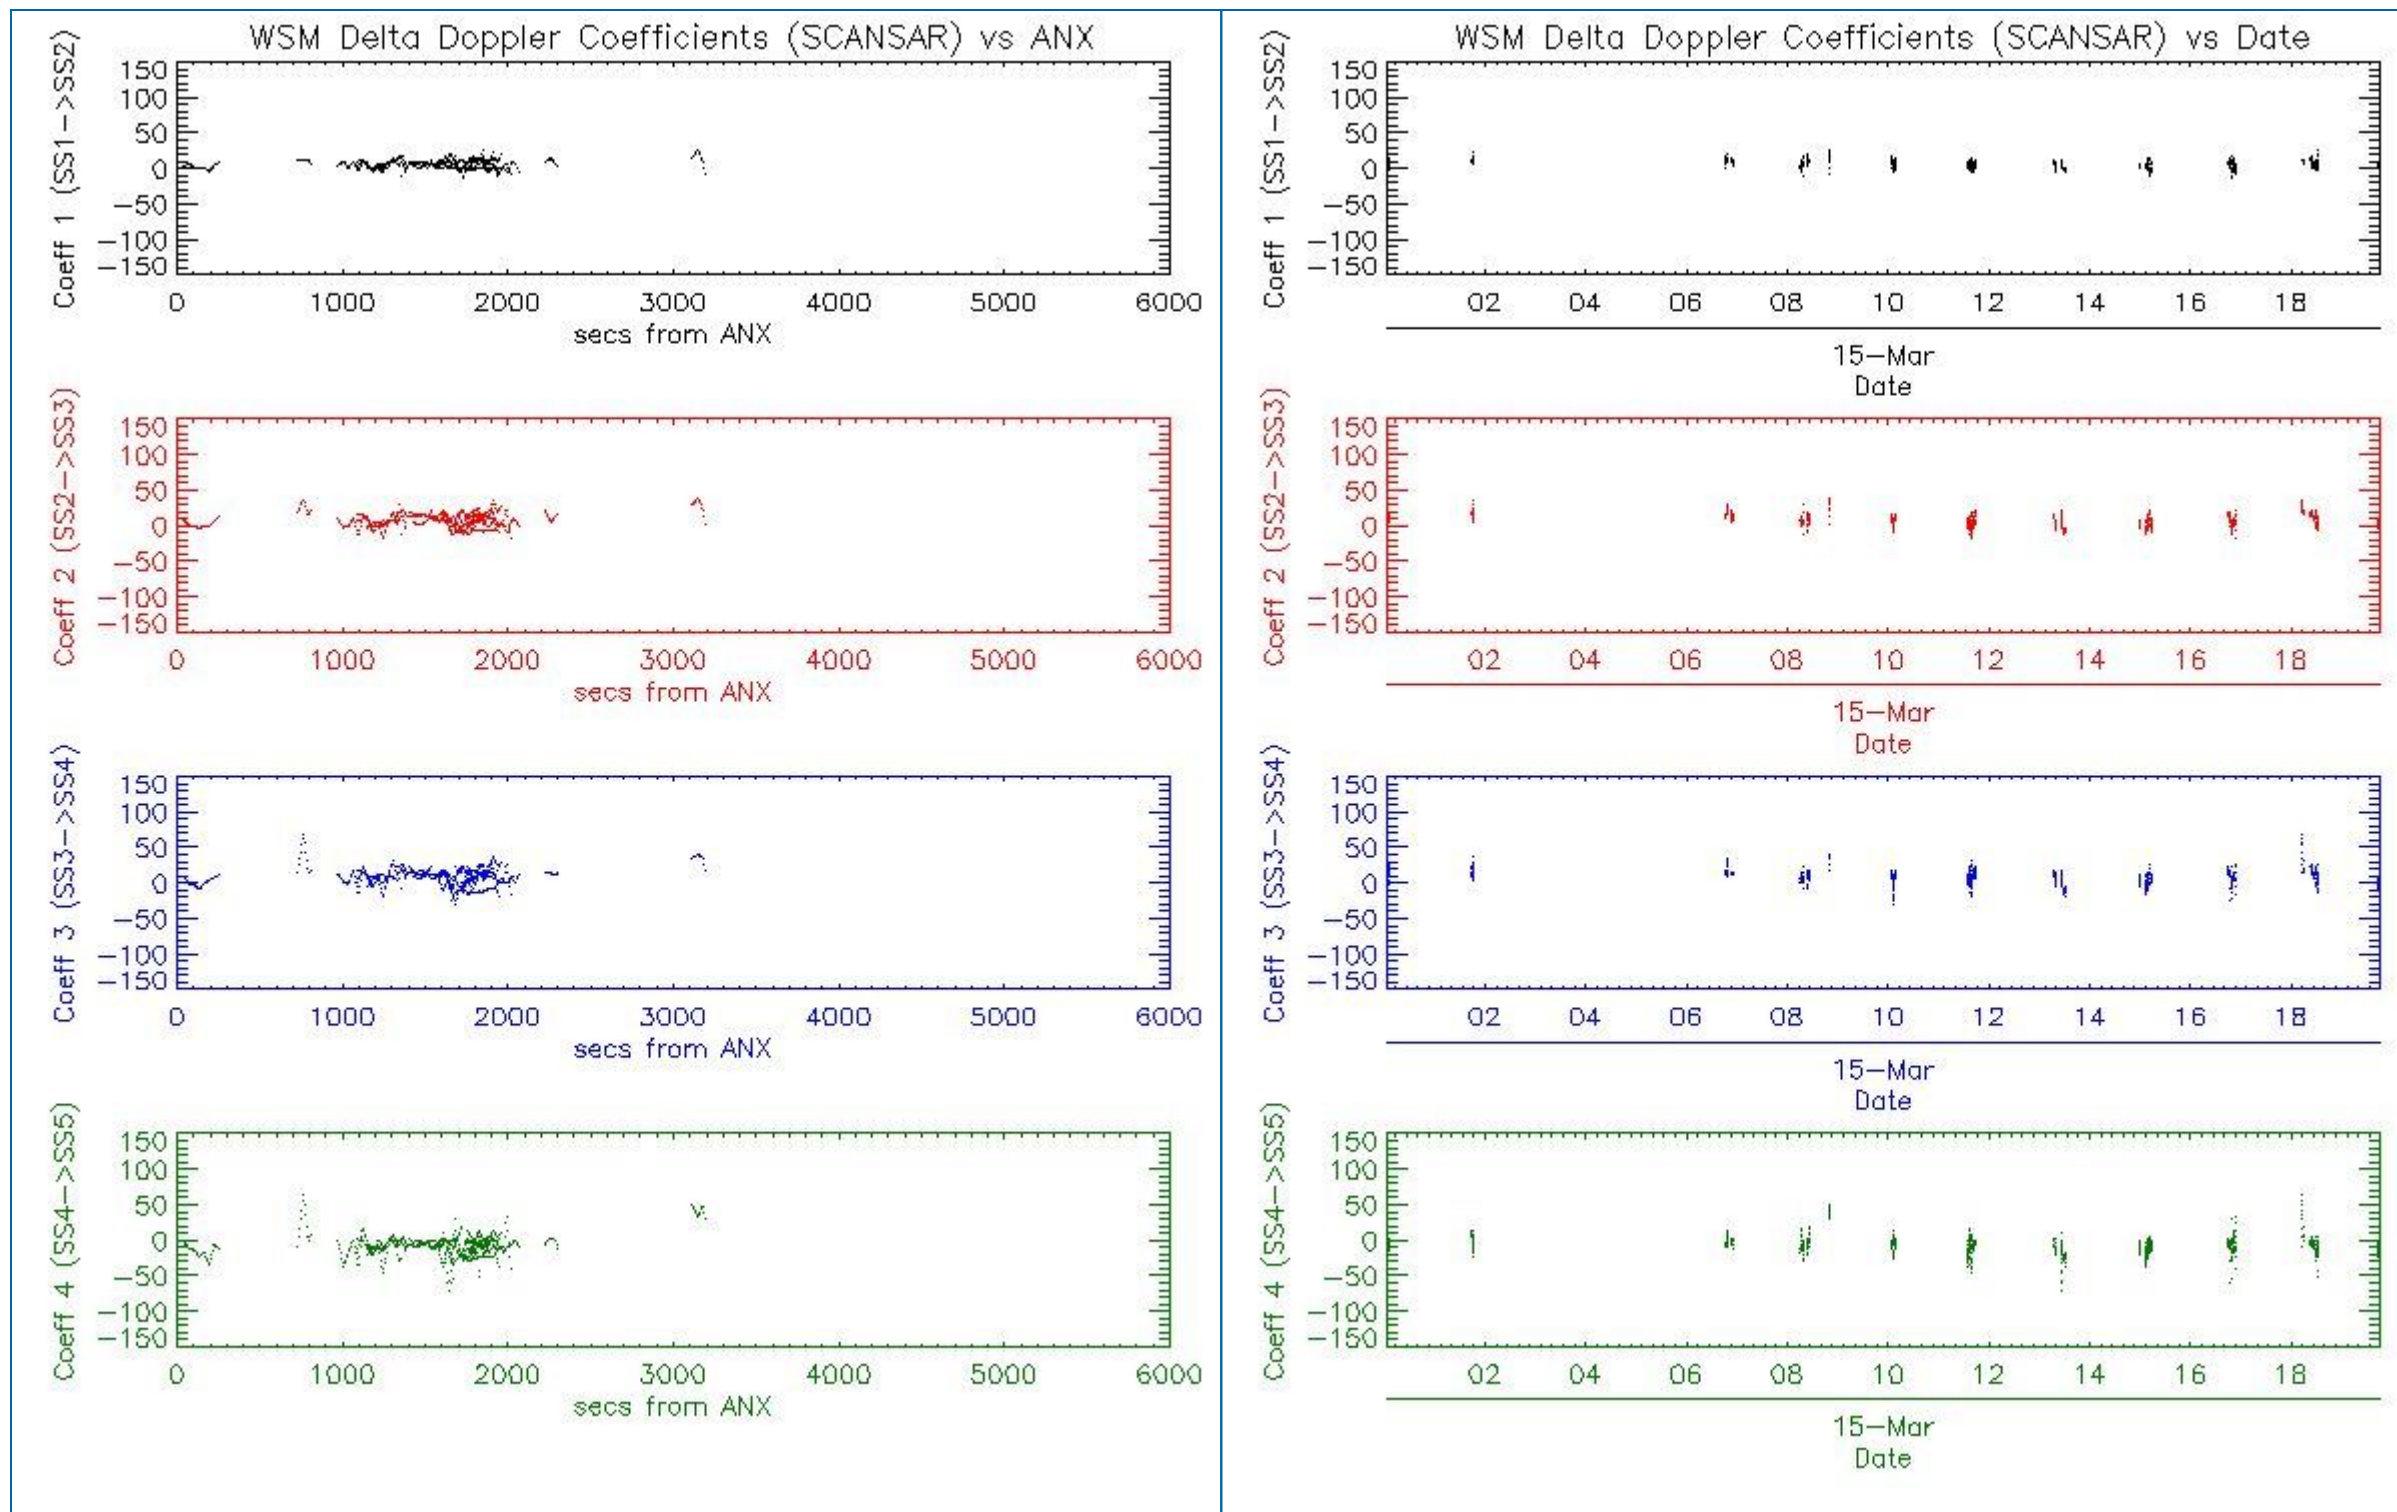 WSM Delta Doppler Coefficients (SCANSAR) vs ANX
Coeff 1 (SS1->SS2)
150
100
50
0
-50
-100
-150
0 1000 2000 3000 4000 5000 6000
secs from ANX
Coeff 2 (SS2->SS3)
150
100
50
0
-50
-100
-150
0 1000 2000 3000 4000 5000 6000
secs from ANX
Coeff 3 (SS3->SS4)
150
100
50
0
-50
-100
-150
0 1000 2000 3000 4000 5000 6000
secs from ANX
Coeff 4 (SS4->SS5)
150
100
50
0
-50
-100
-150
0 1000 2000 3000 4000 5000 6000
secs from ANX
WSM Delta Doppler Coefficients (SCANSAR) vs Date
Coeff 1 (SS1->SS2)
150
100
50
0
-50
-100
-150
02 04 06 08 10 12 14 16 18
15-Mar
Date
Coeff 2 (SS2->SS3)
150
100
50
0
-50
-100
-150
02 04 06 08 10 12 14 16 18
15-Mar
Date
Coeff 3 (SS3->SS4)
150
100
50
0
-50
-100
-150
02 04 06 08 10 12 14 16 18
15-Mar
Date
Coeff 4 (SS4->SS5)
150
100
50
0
-50
-100
-150
02 04 06 08 10 12 14 16 18
15-Mar
Date